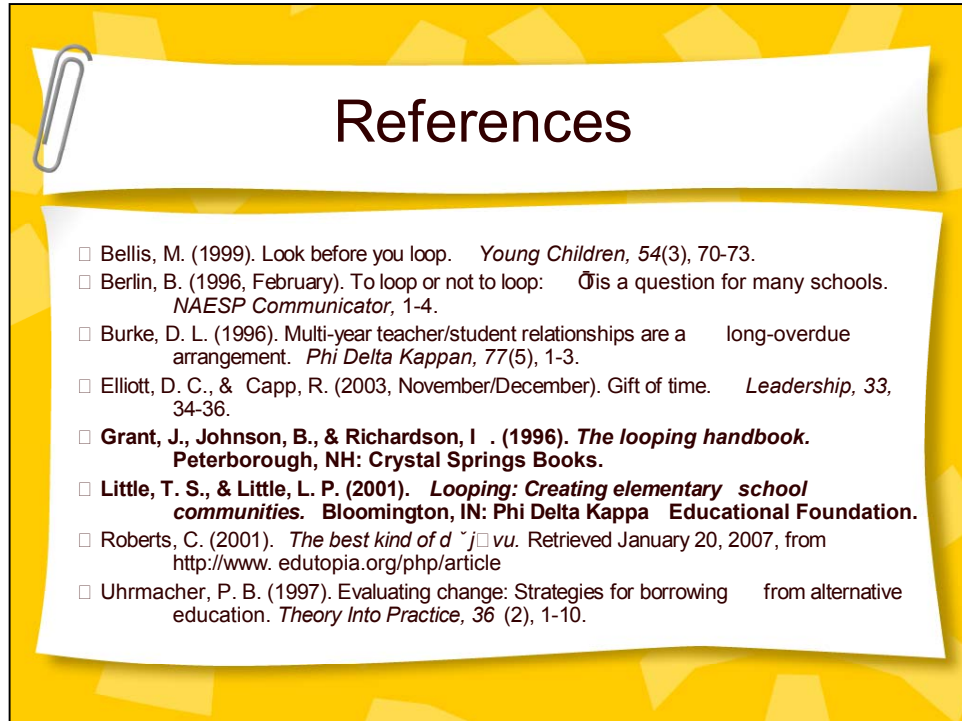 References
□ Bellis, M. (1999). Look before you loop. Young Children, 54(3), 70-73.
□ Berlin, B. (1996, February). To loop or not to loop: is a question for many schools.
NAESP Communicator, 1-4.
□ Burke, D. L. (1996). Multi-year teacher/student relationships are a long-overdue
arrangement. Phi Delta Kappan, 77(5), 1-3.
□ Elliott, D. C., & Capp, R. (2003, November/December). Gift of time. Leadership, 33,
34-36.
□ Grant, J., Johnson, B., & Richardson, I . (1996). The looping handbook.
Peterborough, NH: Crystal Springs Books.
□ Little, T. S., & Little, L. P. (2001). Looping: Creating elementary school
communities. Bloomington, IN: Phi Delta Kappa Educational Foundation.
□ Roberts, C. (2001). The best kind of d ˇ j□ vu. Retrieved January 20, 2007, from
http://www. edutopia.org/php/article
□ Uhrmacher, P. B. (1997). Evaluating change: Strategies for borrowing from alternative
education. Theory Into Practice, 36 (2), 1-10.